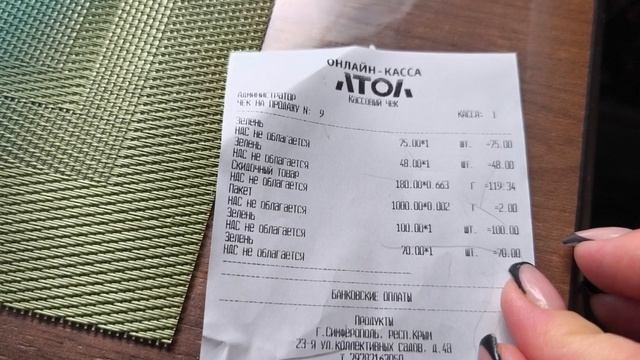 ОНЛАЙН-КАССА
АТОЛ
КАССОВЫЙ ЧЕК
АДМИНИСТРАТОР
ЧЕК НА ПРОДАЖУ N: 9 КАССА: 1
Зелень
НДС не облагается 75.00*1 шт. =75.00
Зелень
НДС не облагается 48.00*1 шт. =48.00
Скидочный товар
НДС не облагается 180.00*0.663 г =119.34
Пакет
НДС не облагается 1000.00*0.002 г =2.00
Зелень
НДС не облагается 100.00*1 шт. =100.00
Зелень
НДС не облагается 70.00*1 шт. =70.00
БАНКОВСКИЕ ОПЛАТЫ
ПРОДУКТЫ
Г.СИМФЕРОПОЛЬ, РЕСП.КРЫМ
23-Я УЛ.КОЛЛЕКТИВНЫХ САДОВ, Д.48